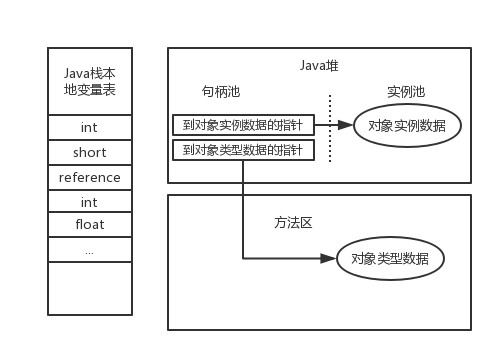 Java栈本
地变量表
int
short
reference
int
float
...
Java堆
句柄池
实例池
到对象实例数据的指针
到对象类型数据的指针
对象实例数据
方法区
对象类型数据